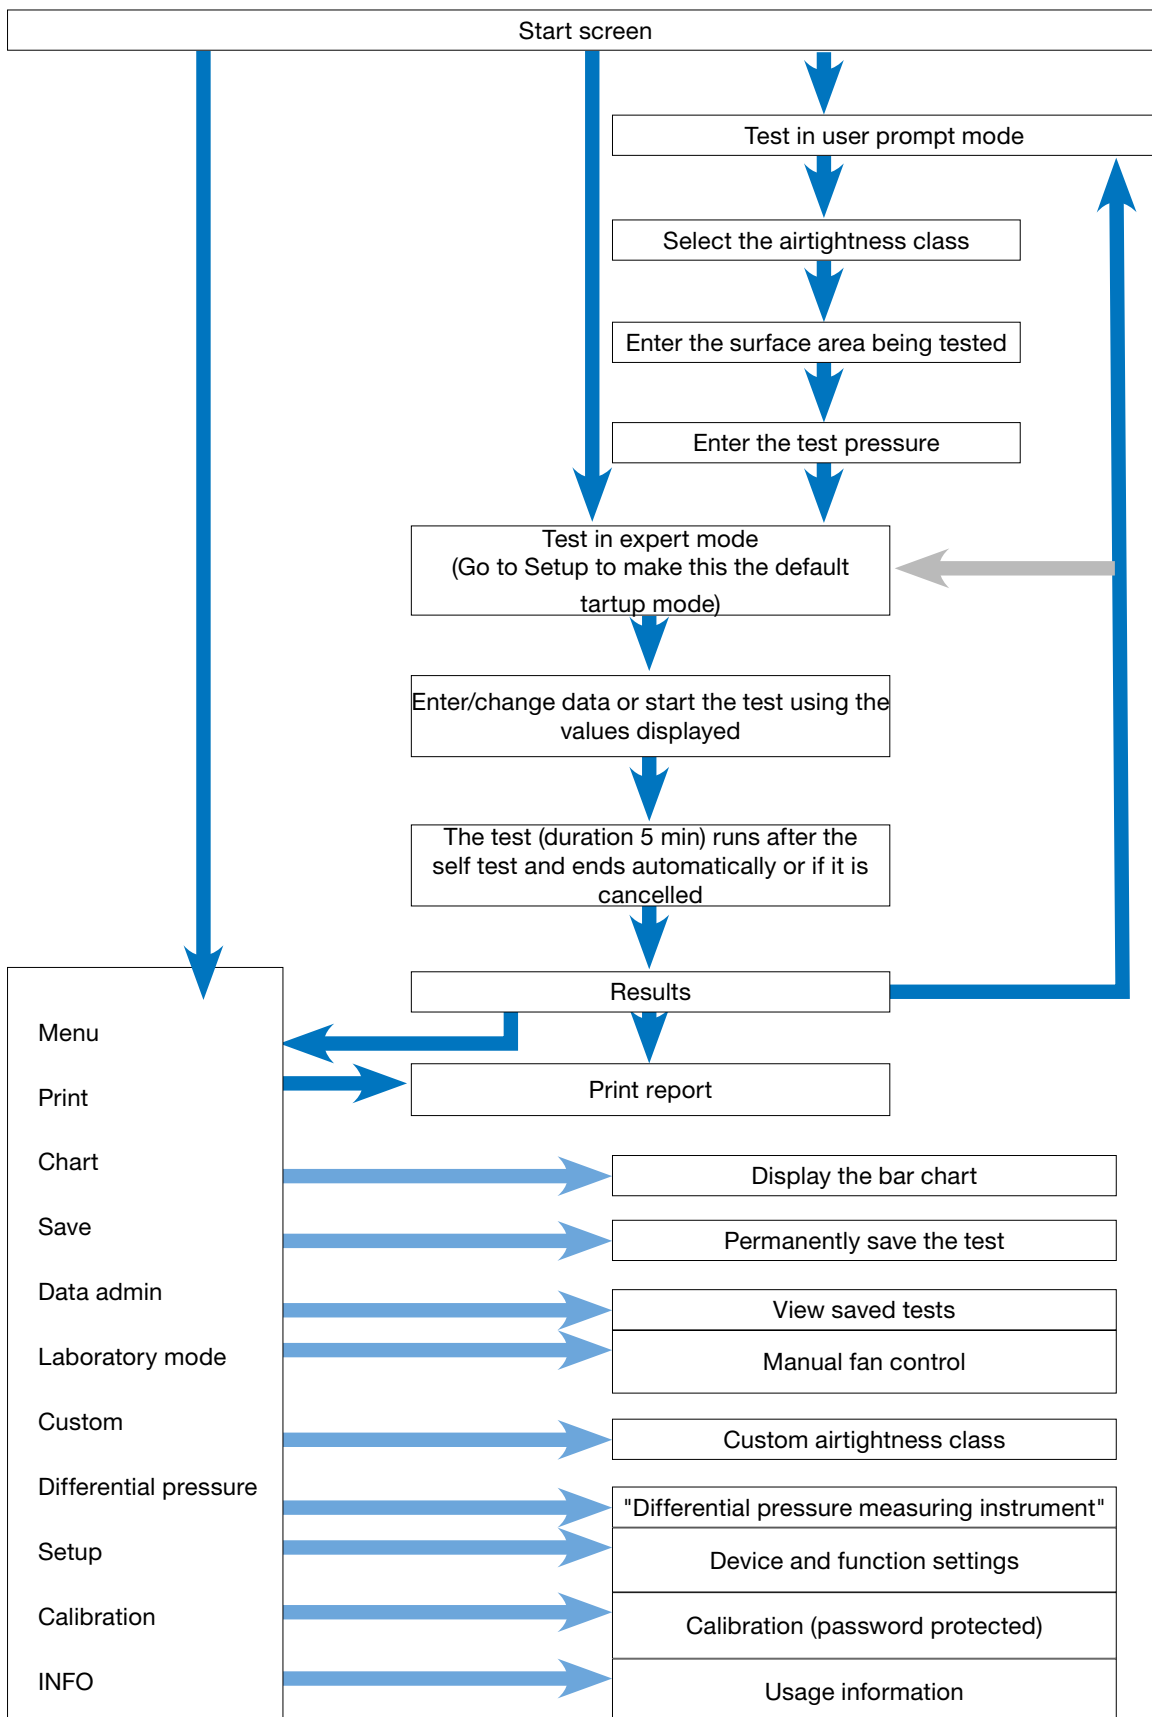 Start screen
Test in user prompt mode
Select the airtightness class
Enter the surface area being tested
Enter the test pressure
Test in expert mode
(Go to Setup to make this the default
tartup mode)
Enter/change data or start the test using the
values displayed
The test (duration 5 min) runs after the
self test and ends automatically or if it is
cancelled
Results
Menu
Print report
Print
Chart
Display the bar chart
Save
Permanently save the test
Data admin
View saved tests
Laboratory mode
Manual fan control
Custom
Custom airtightness class
Differential pressure
"Differential pressure measuring instrument"
Setup
Device and function settings
Calibration
Calibration (password protected)
INFO
Usage information